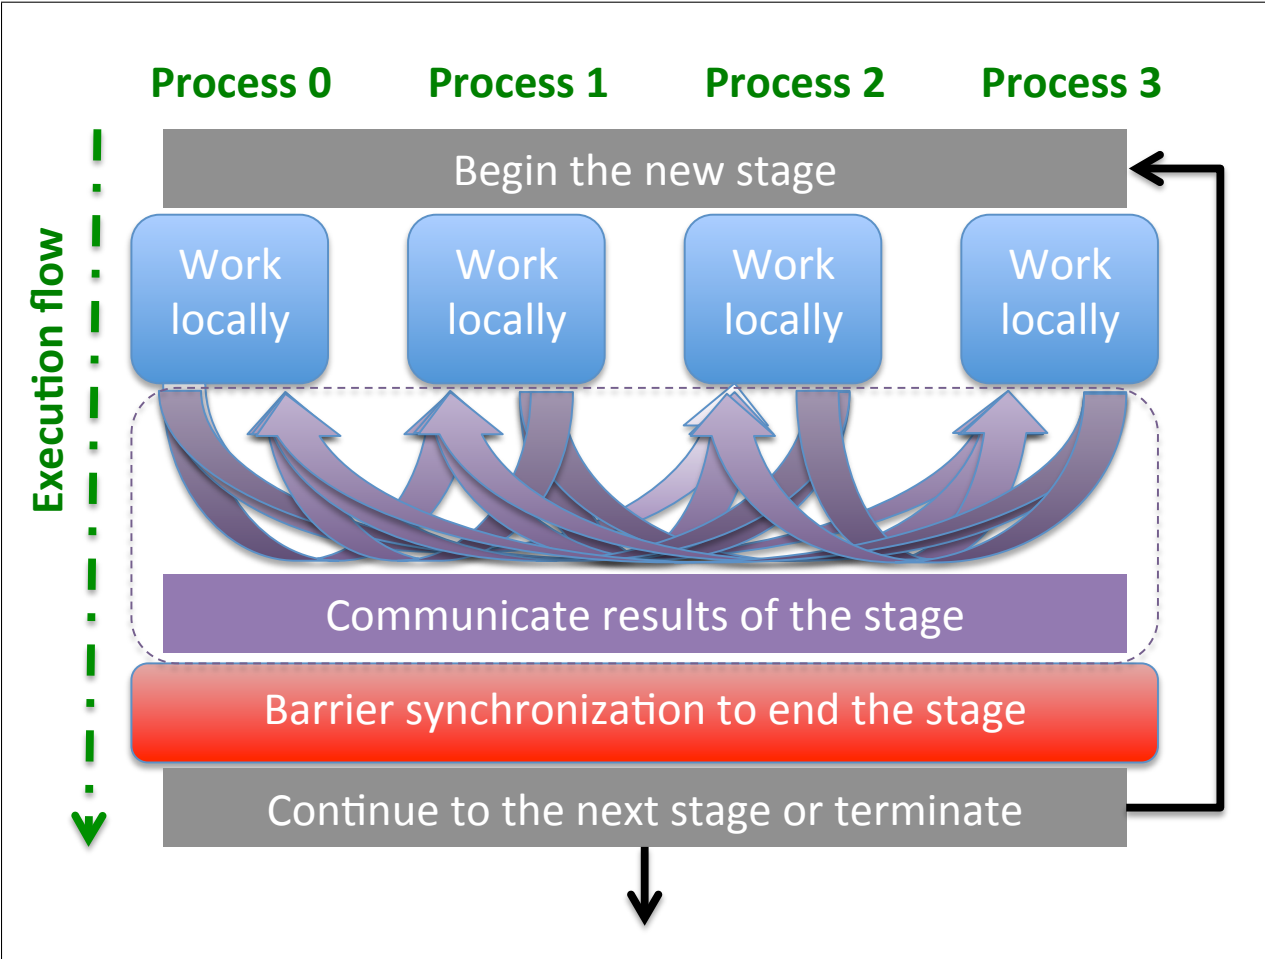 Process 0
Process 1
Process 2
Process 3
Execution flow
Begin the new stage
Work
locally
Work
locally
Work
locally
Work
locally
Communicate results of the stage
Barrier synchronization to end the stage
Continue to the next stage or terminate